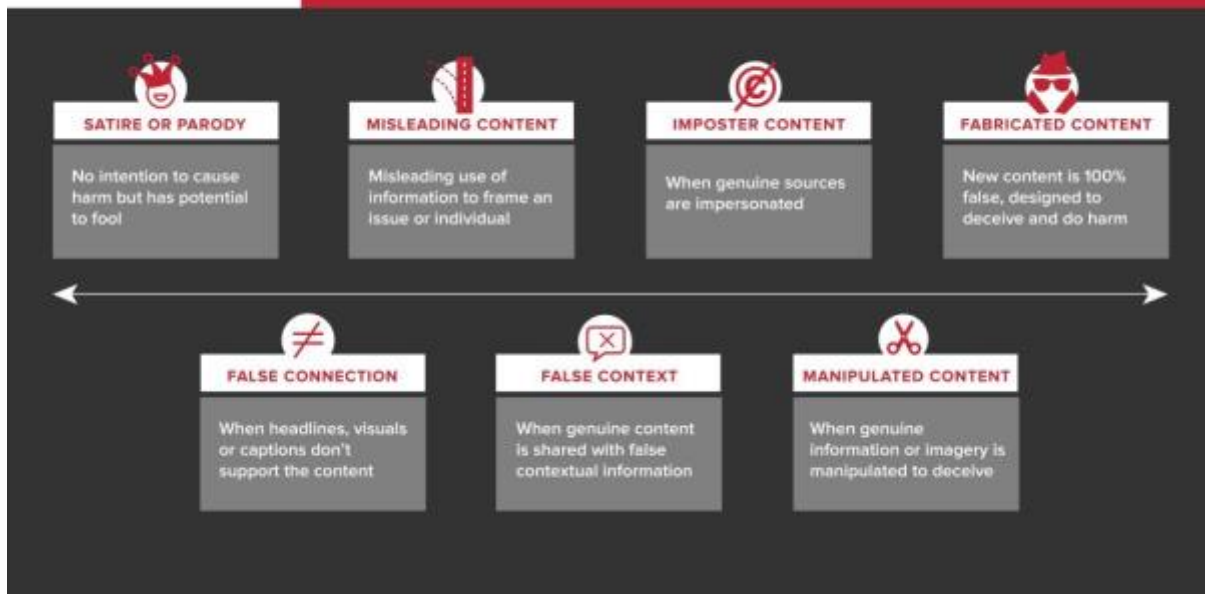 SATIRE OR PARODY
No intention to cause
harm but has potential
to fool
MISLEADING CONTENT
Misleading use of
information to frame an
issue or individual
IMPOSTER CONTENT
When genuine sources
are impersonated
FABRICATED CONTENT
New content is 100%
false, designed to
deceive and do harm
FALSE CONNECTION
When headlines, visuals
or captions don't
support the content
FALSE CONTEXT
When genuine content
is shared with false
contextual information
MANIPULATED CONTENT
When genuine
information or imagery is
manipulated to deceive